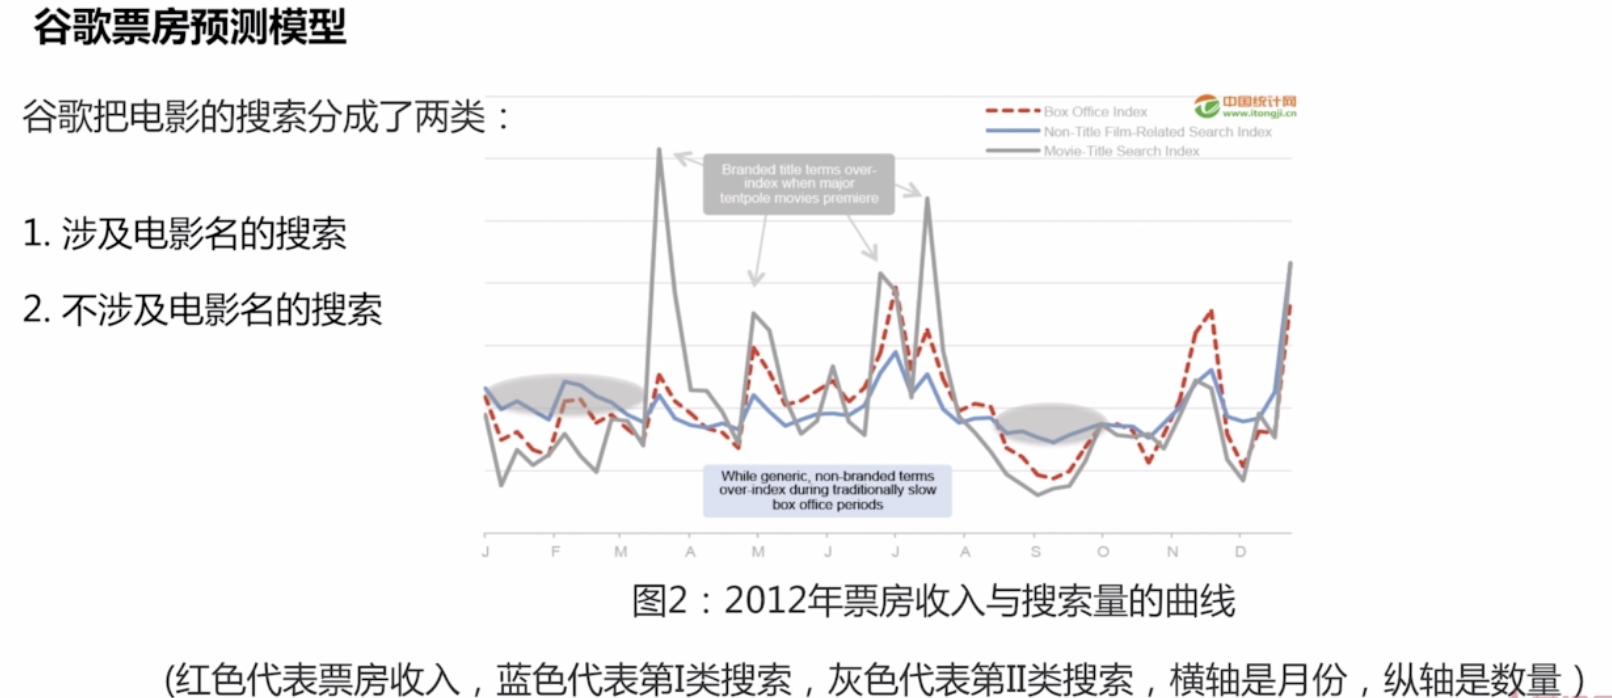 谷歌票房预测模型
谷歌把电影的搜索分成了两类：
1. 涉及电影名的搜索
2. 不涉及电影名的搜索
Box Office Index
Non-Title Film-Related Search Index
Movie-Title Search Index
中国统计网
www.itongji.cn
Branded title terms over-
index when major
tentpole movies premiere
While generic, non-branded terms
over-index during traditionally slow
box office periods
J F M A M J J A S O N D
图2：2012年票房收入与搜索量的曲线
(红色代表票房收入，蓝色代表第I类搜索，灰色代表第II类搜索，横轴是月份，纵轴是数量）